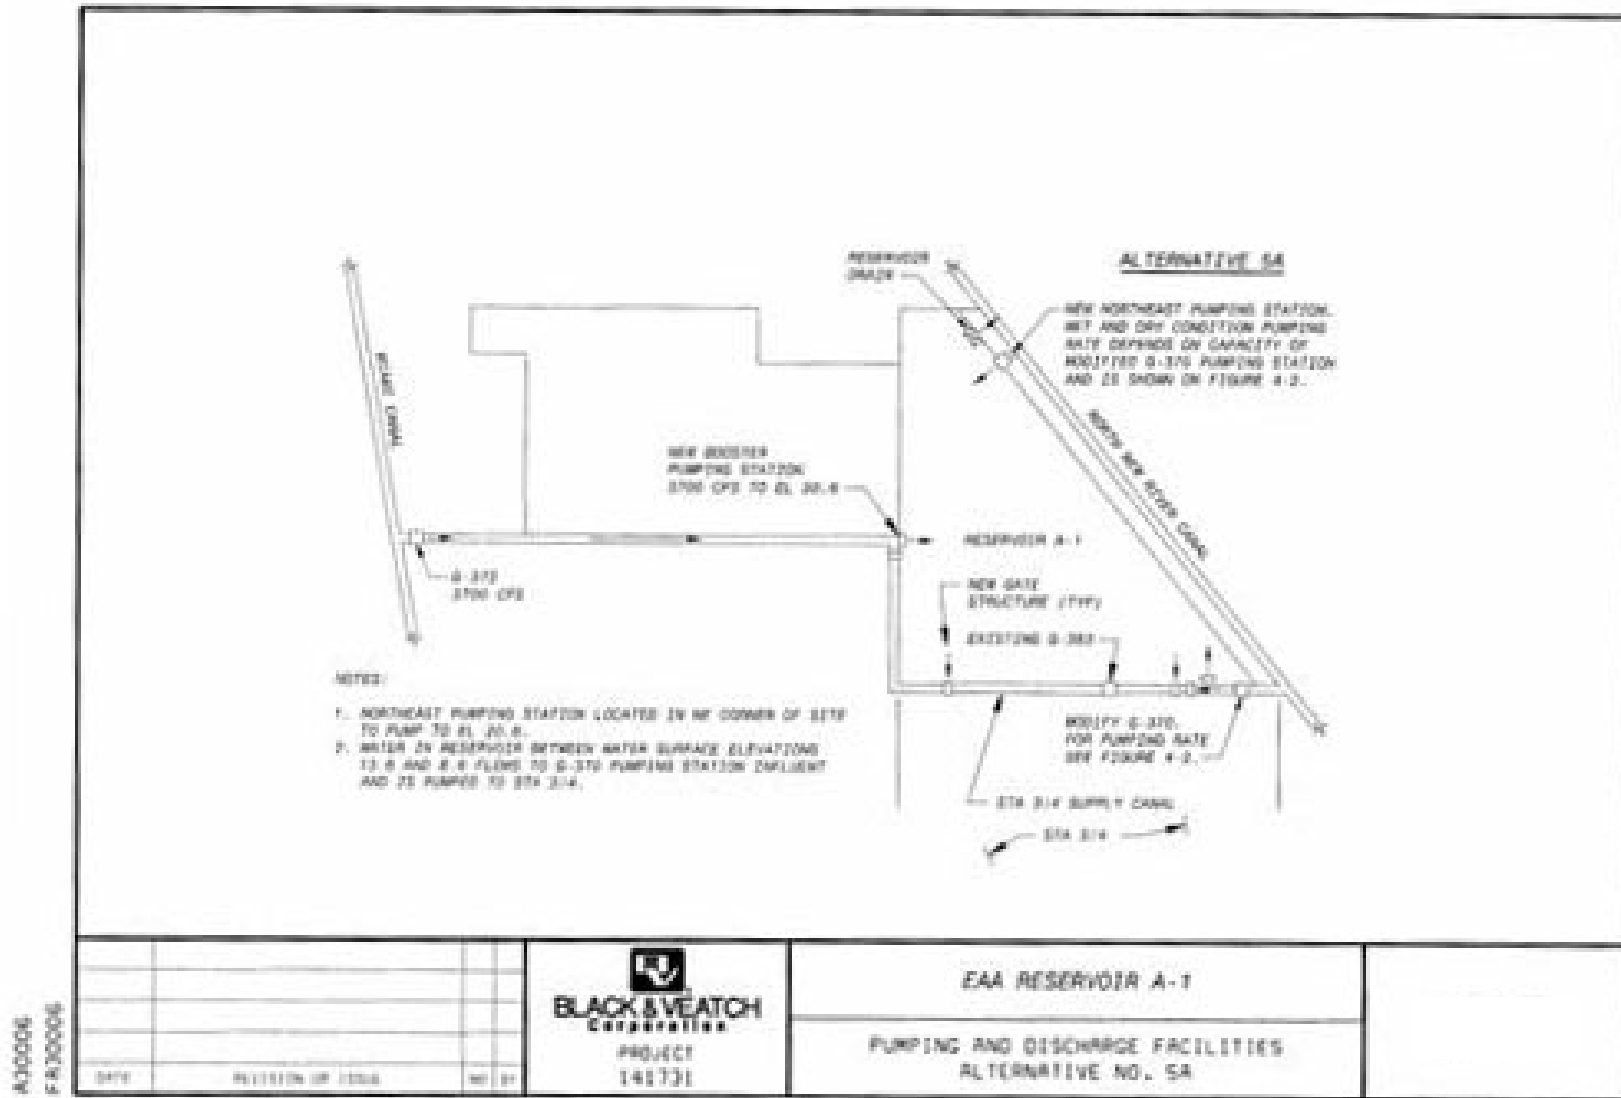 RESERVOIR
DRAIN
ALTERNATIVE 5A
NEW NORTHEAST PUMPING STATION.
WET AND DRY CONDITION PUMPING
RATE DEPENDS ON CAPACITY OF
MODIFIED G-370 PUMPING STATION
AND IS SHOWN ON FIGURE 4-2.
CANAL
NORTH NEW RIVER CANAL
NEW BOOSTER
PUMPING STATION
3700 CFS TO EL 20.6
RESERVOIR A-1
G-372
3700 CFS
NEW GATE
STRUCTURE (TYP)
EXISTING G-383
NOTES:
1. NORTHEAST PUMPING STATION LOCATED IN NE CORNER OF SITE
TO PUMP TO EL 20.6.
2. WATER IN RESERVOIR BETWEEN WATER SURFACE ELEVATIONS
13.6 AND 8.6 FLOWS TO G-370 PUMPING STATION INFLUENT
AND IS PUMPED TO STA 3/4.
MODIFY G-370.
FOR PUMPING RATE
SEE FIGURE 4-2.
STA 3/4 SUPPLY CANAL
STA 3/4
DATE
REVISION OR ISSUE
NO
BY
BLACK & VEATCH
Corporation
PROJECT
141731
EAA RESERVOIR A-1
PUMPING AND DISCHARGE FACILITIES
ALTERNATIVE NO. 5A